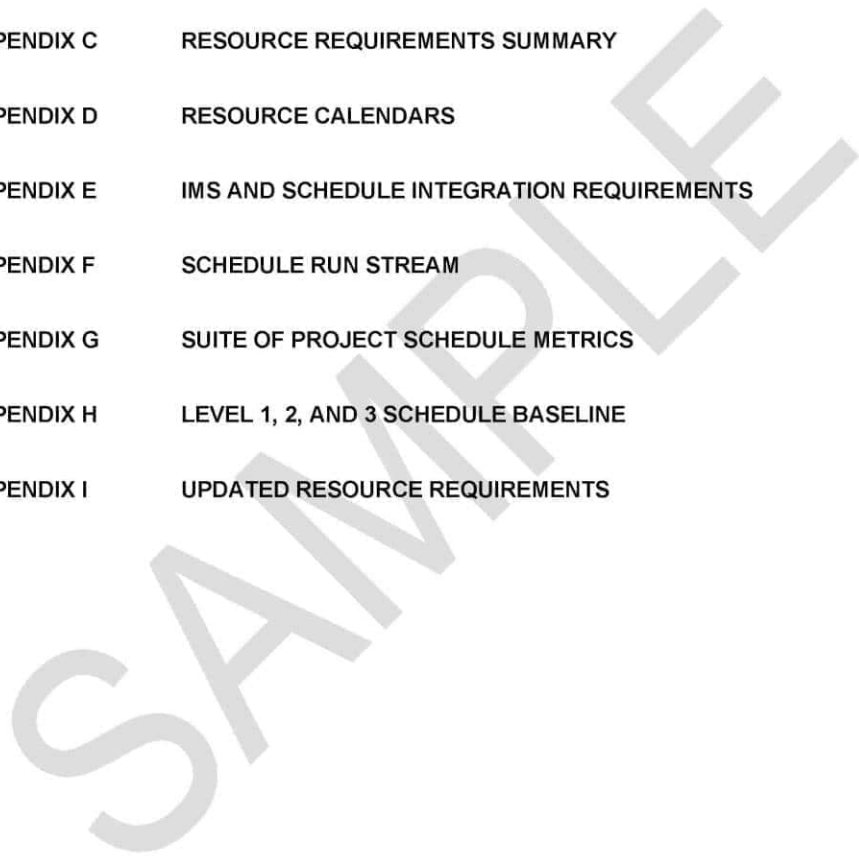 PENDIX C RESOURCE REQUIREMENTS SUMMARY
PENDIX D RESOURCE CALENDARS
PENDIX E IMS AND SCHEDULE INTEGRATION REQUIREMENTS
PENDIX F SCHEDULE RUN STREAM
PENDIX G SUITE OF PROJECT SCHEDULE METRICS
PENDIX H LEVEL 1, 2, AND 3 SCHEDULE BASELINE
PENDIX I UPDATED RESOURCE REQUIREMENTS
SAMPLE